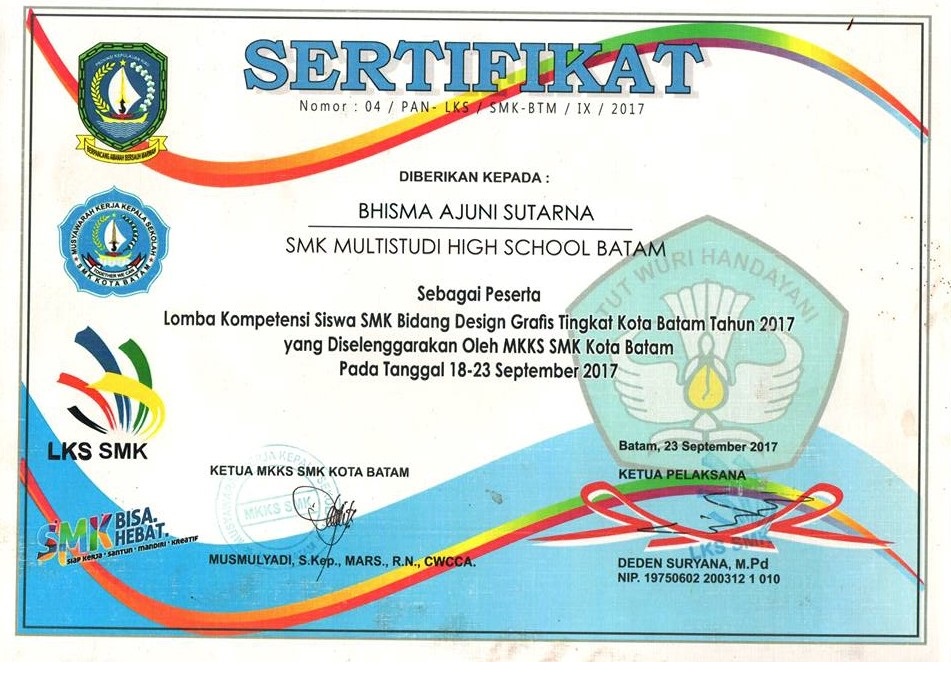 SERTIFIKAT
Nomor : 04 / PAN- LKS / SMK-BTM / IX / 2017
PROVINSI KEPULAUAN RIAU
BERPANCANG AMANAH BERSAUH MARWAH
DIBERIKAN KEPADA :
BHISMA AJUNI SUTARNA
SMK MULTISTUDI HIGH SCHOOL BATAM
MUSYAWARAH KERJA KEPALA SEKOLAH
TOGETHER WE CAN
SMK KOTA BATAM
TUT WURI HANDAYANI
Sebagai Peserta
Lomba Kompetensi Siswa SMK Bidang Design Grafis Tingkat Kota Batam Tahun 2017
yang Diselenggarakan Oleh MKKS SMK Kota Batam
Pada Tanggal 18-23 September 2017
LKS SMK
Batam, 23 September 2017
KETUA MKKS SMK KOTA BATAM
KETUA PELAKSANA
MKKS SMK
SMK BISA.
HEBAT.
SIAP KERJA • SANTUN • MANDIRI • KREATIF
LKS SMK
MUSMULYADI, S.Kep., MARS., R.N., CWCCA.
DEDEN SURYANA, M.Pd
NIP. 19750602 200312 1 010